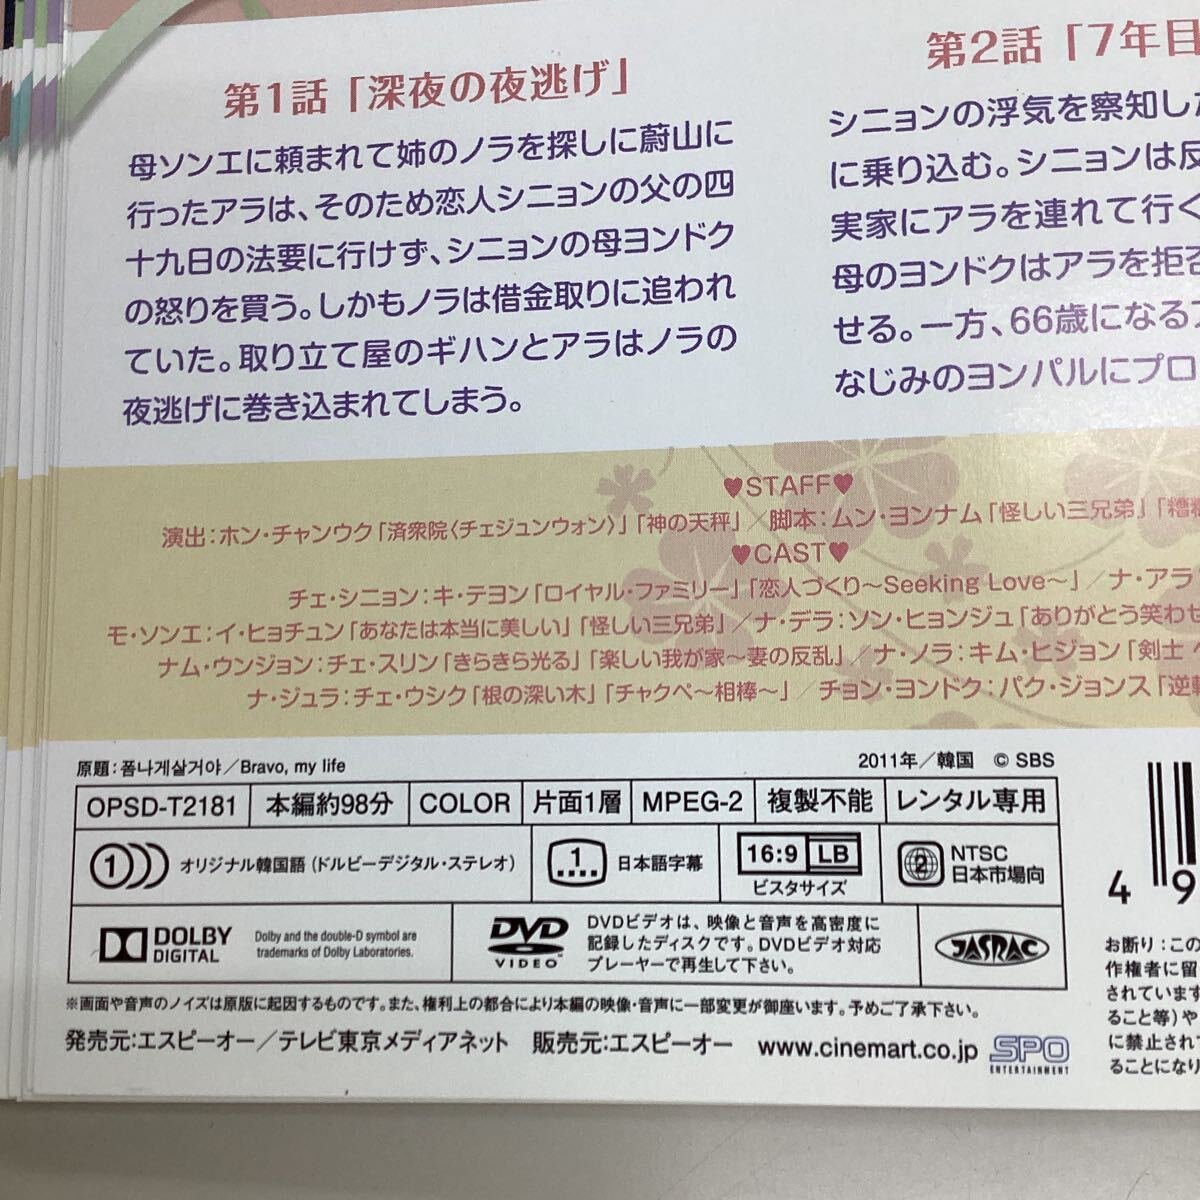 第1話「深夜の夜逃げ」
母ソンエに頼まれて姉のノラを探しに蔚山に
行ったアラは、そのため恋人シニョンの父の四
十九日の法要に行けず、シニョンの母ヨンドク
の怒りを買う。しかもノラは借金取りに追われ
ていた。取り立て屋のギハンとアラはノラの
夜逃げに巻き込まれてしまう。
第2話「7年目
シニョンの浮気を察知した
に乗り込む。シニョンは反
実家にアラを連れて行く
母のヨンドクはアラを拒否
せる。一方、66歳になる
なじみのヨンパルにプロ
♥STAFF♥
演出：ホン・チャンウク「済衆院〈チェジュンウォン〉」「神の天秤」／脚本：ムン・ヨンナム「怪しい三兄弟」「糟糠
♥CAST♥
チェ・シニョン：キ・テヨン「ロイヤル・ファミリー」「恋人づくり～Seeking Love～」／ナ・アラ
モ・ソンエ：イ・ヒョチュン「あなたは本当に美しい」「怪しい三兄弟」／ナ・デラ：ソン・ヒョンジュ「ありがとう笑わせ
ナム・ウンジョン：チェ・スリン「きらきら光る」「楽しい我が家～妻の反乱」／ナ・ノラ：キム・ヒジョン「剣士
ナ・ジュラ：チェ・ウシク「根の深い木」「チャクペ～相棒～」／チョン・ヨンドク：パク・ジョンス「逆転
原題：폼나게살거야／Bravo, my life
2011年／韓国 © SBS
OPSD-T2181 本編約98分 COLOR 片面1層 MPEG-2 複製不能 レンタル専用
1 オリジナル韓国語（ドルビーデジタル・ステレオ） 1 日本語字幕 16:9 LB ビスタサイズ 2 NTSC 日本市場向
DOLBY DIGITAL
Dolby and the double-D symbol are
trademarks of Dolby Laboratories.
DVD VIDEO
DVDビデオは、映像と音声を高密度に
記録したディスクです。DVDビデオ対応
プレーヤーで再生して下さい。
JASRAC
※画面や音声のノイズは原版に起因するものです。また、権利上の都合により本編の映像・音声に一部変更が御座います。予めご了承下さい。
発売元：エスピーオー／テレビ東京メディアネット 販売元：エスピーオー www.cinemart.co.jp SPO ENTERTAINMENT
4 9
お断り：この
作権者に留
されています
ること等）や
に禁止されて
ることになり